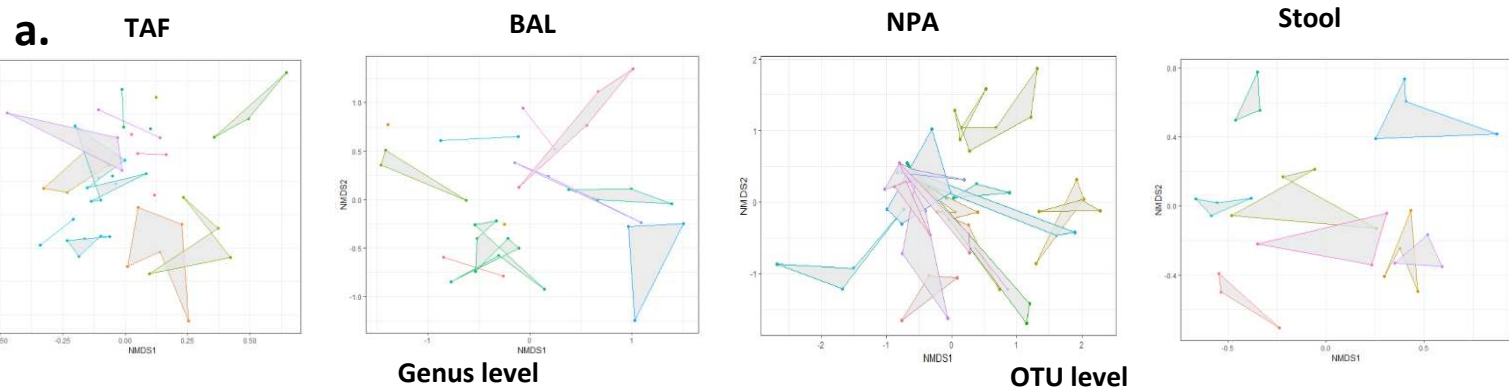 a.
TAF
BAL
NPA
Stool
-0.25
0.00
0.25
0.50
NMDS1
1.0
0.5
0.0
-0.5
-1.0
NMDS2
-1
0
1
NMDS1
2
1
0
-1
NMDS2
-2
-1
0
1
2
NMDS1
0.8
0.4
0.0
-0.4
NMDS2
-0.5
0.0
0.5
NMDS1
Genus level
OTU level